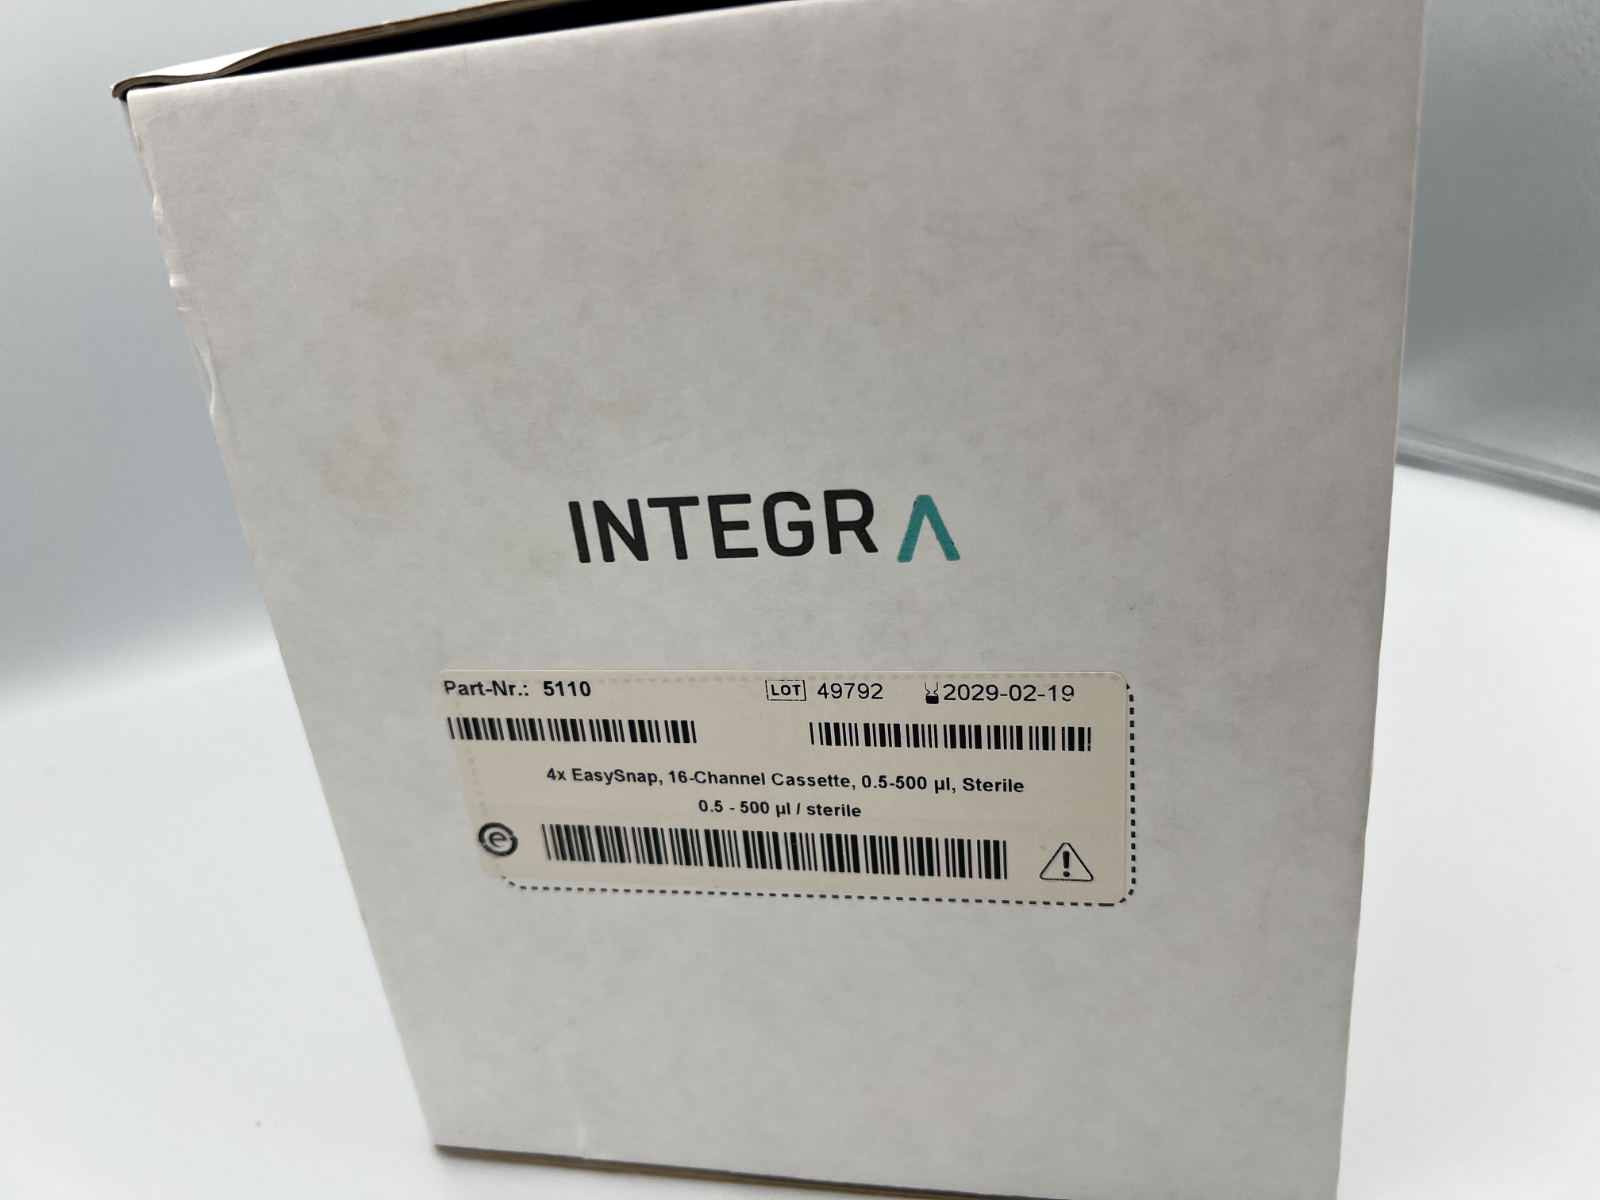 INTEGRA
Part-Nr.: 5110 LOT 49792 2029-02-19
4x EasySnap, 16-Channel Cassette, 0.5-500 µl, Sterile
0.5 - 500 µl / sterile
e